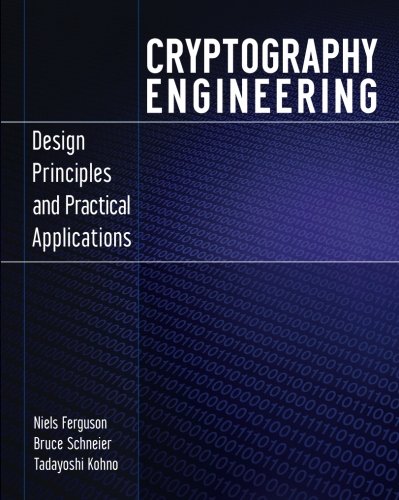 CRYPTOGRAPHY
ENGINEERING
Design
Principles
and Practical
Applications
Niels Ferguson
Bruce Schneier
Tadayoshi Kohno